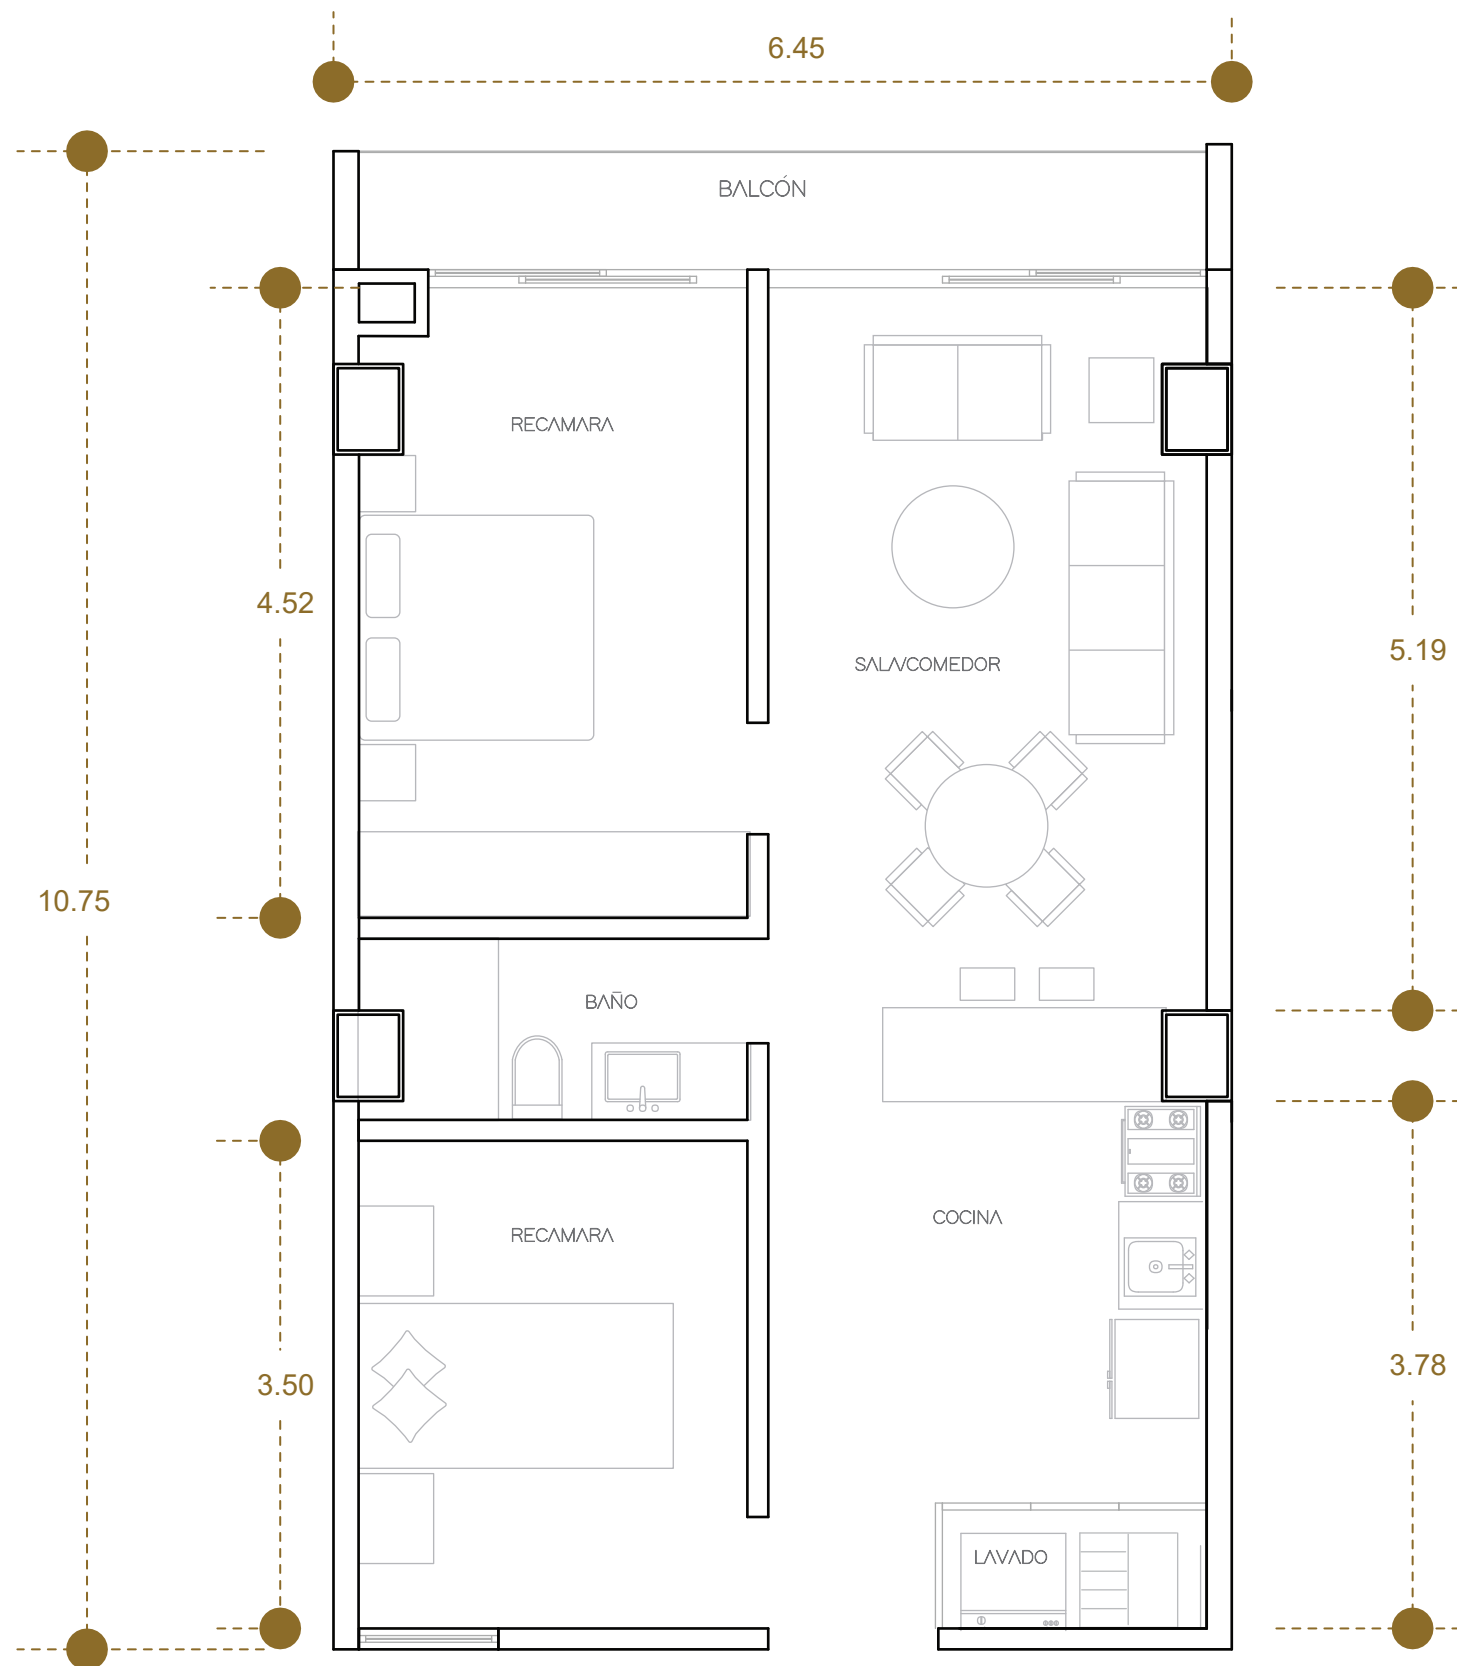 6.45
BALCÓN
RECAMARA
4.52
5.19
SALA/COMEDOR
10.75
BAÑO
COCINA
RECAMARA
3.78
3.50
LAVADO